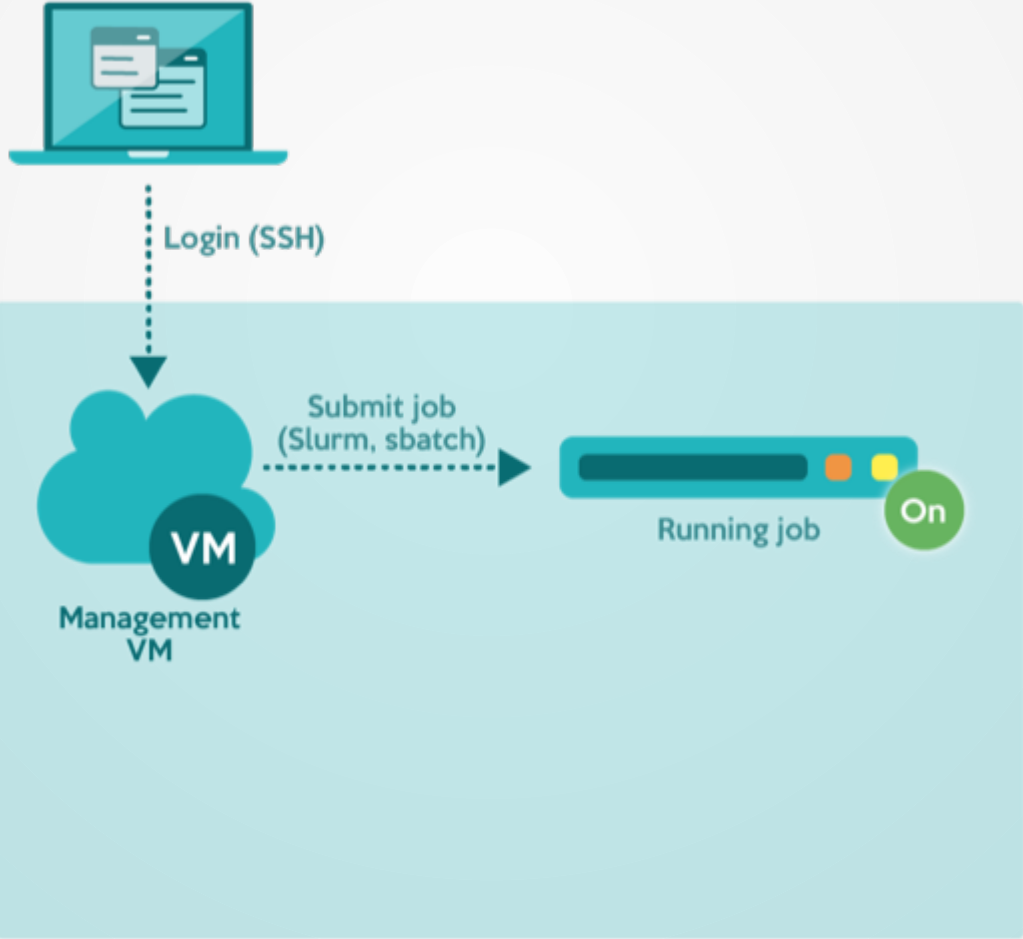 Login (SSH)
Submit job
(Slurm, sbatch)
On
Running job
VM
Management
VM